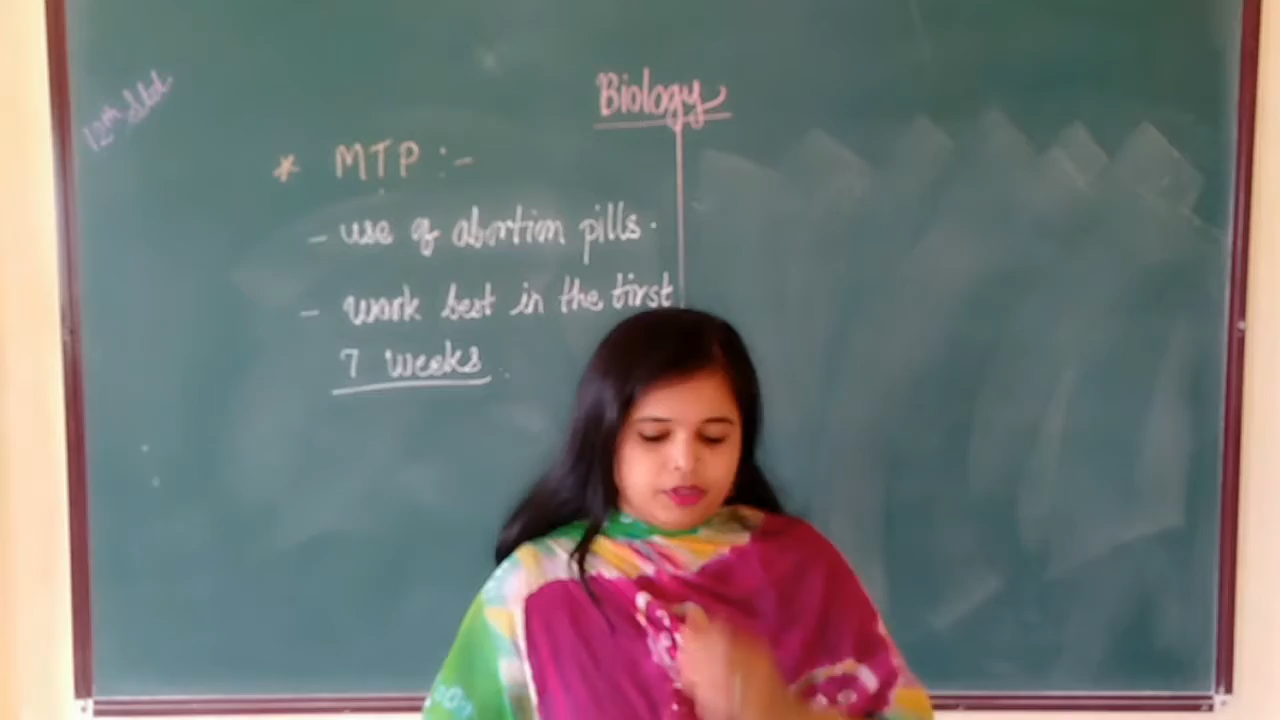 12th Std
Biology
* MTP :-
- use of abortion pills.
- work best in the first
7 weeks.